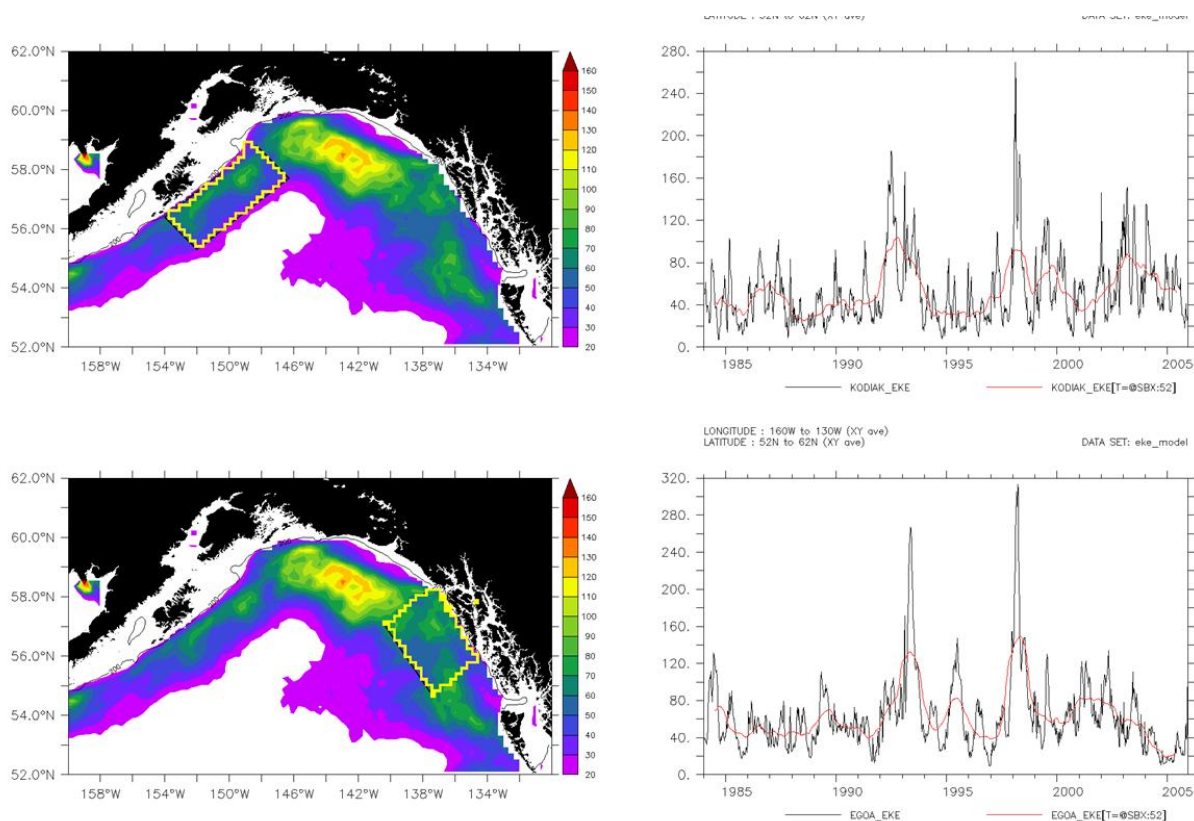 LATITUDE : 52N to 62N (XY ave)
DATA SET: eke_model
62.0°N
60.0°N
58.0°N
56.0°N
54.0°N
52.0°N
158°W
154°W
150°W
146°W
142°W
138°W
134°W
160
150
140
130
120
110
100
90
80
70
60
50
40
30
20
280.
240.
200.
160.
120.
80.
40.
0.
1985
1990
1995
2000
2005
KODIAK_EKE
KODIAK_EKE[T=@SBX:52]
LONGITUDE : 160W to 130W (XY ave)
LATITUDE : 52N to 62N (XY ave)
DATA SET: eke_model
62.0°N
60.0°N
58.0°N
56.0°N
54.0°N
52.0°N
158°W
154°W
150°W
146°W
142°W
138°W
134°W
160
150
140
130
120
110
100
90
80
70
60
50
40
30
20
320.
280.
240.
200.
160.
120.
80.
40.
0.
1985
1990
1995
2000
2005
EGOA_EKE
EGOA_EKE[T=@SBX:52]